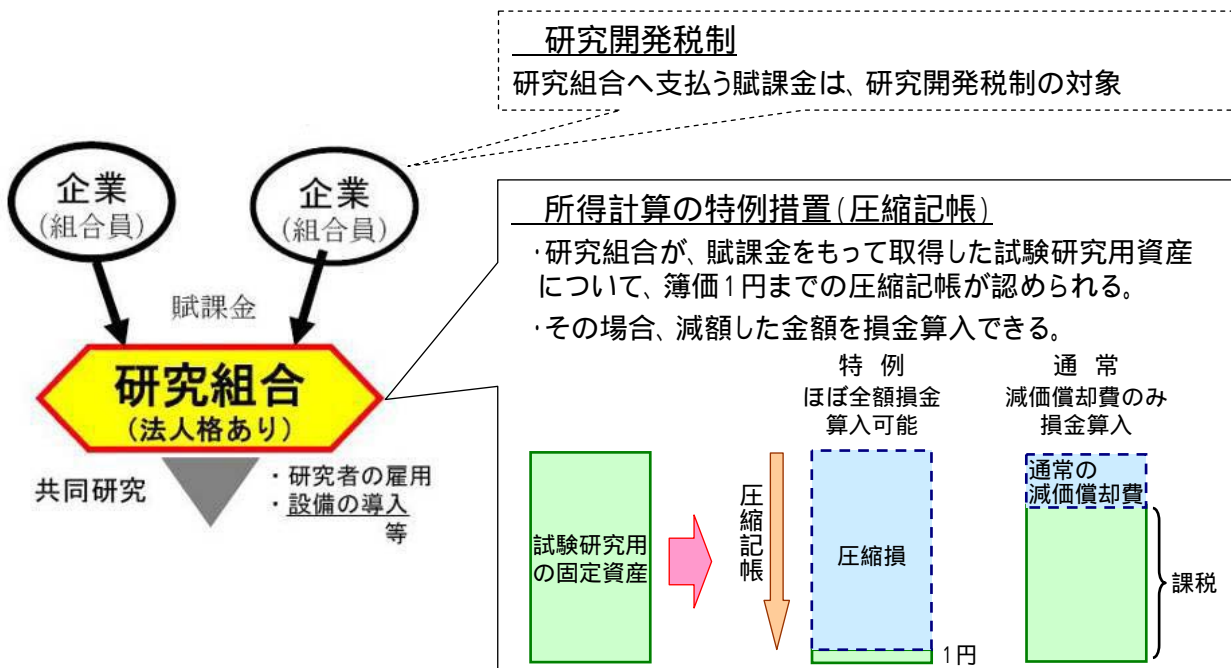 研究開発税制
研究組合へ支払う賦課金は、研究開発税制の対象
企業
(組合員)
企業
(組合員)
賦課金
研究組合
(法人格あり)
共同研究
・研究者の雇用
・設備の導入
等
所得計算の特例措置(圧縮記帳)
・研究組合が、賦課金をもって取得した試験研究用資産
について、簿価1円までの圧縮記帳が認められる。
・その場合、減額した金額を損金算入できる。
特 例
ほぼ全額損金
算入可能
通 常
減価償却費のみ
損金算入
試験研究用
の固定資産
圧縮記帳
圧縮損
1円
通常の
減価償却費
課税